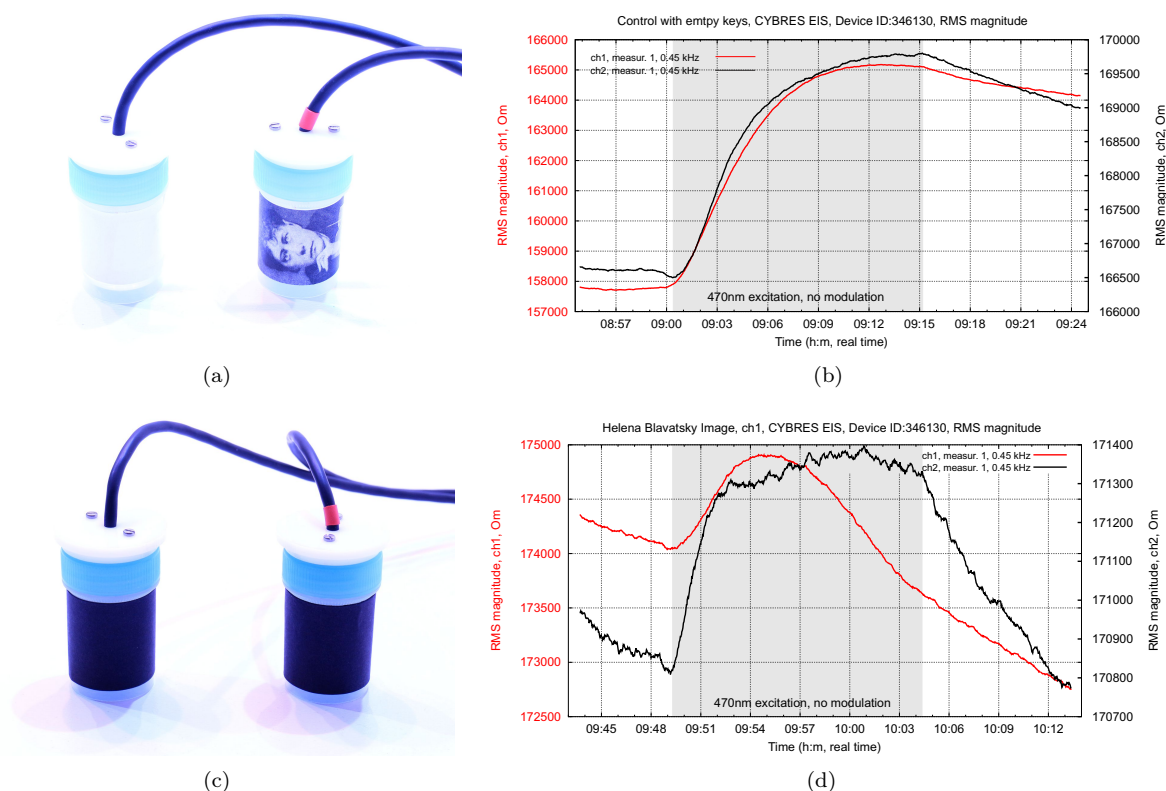 Control with emtpy keys, CYBRES EIS, Device ID:346130, RMS magnitude
166000
165000
164000
163000
162000
161000
160000
159000
158000
157000
RMS magnitude, ch1, Om
ch1, measur. 1, 0.45 kHz
ch2, measur. 1, 0.45 kHz
170000
169500
169000
168500
168000
167500
167000
166500
166000
RMS magnitude, ch2, Om
470nm excitation, no modulation
08:57 09:00 09:03 09:06 09:09 09:12 09:15 09:18 09:21 09:24
Time (h:m, real time)
(a)
(b)
Helena Blavatsky Image, ch1, CYBRES EIS, Device ID:346130, RMS magnitude
175000
174500
174000
173500
173000
172500
RMS magnitude, ch1, Om
ch1, measur. 1, 0.45 kHz
ch2, measur. 1, 0.45 kHz
171400
171300
171200
171100
171000
170900
170800
170700
RMS magnitude, ch2, Om
470nm excitation, no modulation
09:45 09:48 09:51 09:54 09:57 10:00 10:03 10:06 10:09 10:12
Time (h:m, real time)
(c)
(d)